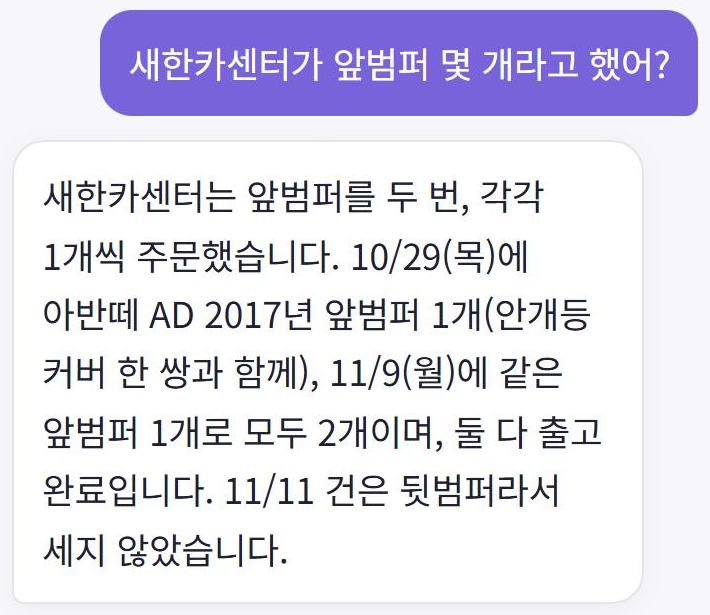 새한카센터가 앞범퍼 몇 개라고 했어?
새한카센터는 앞범퍼를 두 번, 각각
1개씩 주문했습니다. 10/29(목)에
아반떼 AD 2017년 앞범퍼 1개(안개등
커버 한 쌍과 함께), 11/9(월)에 같은
앞범퍼 1개로 모두 2개이며, 둘 다 출고
완료입니다. 11/11 건은 뒷범퍼라서
세지 않았습니다.